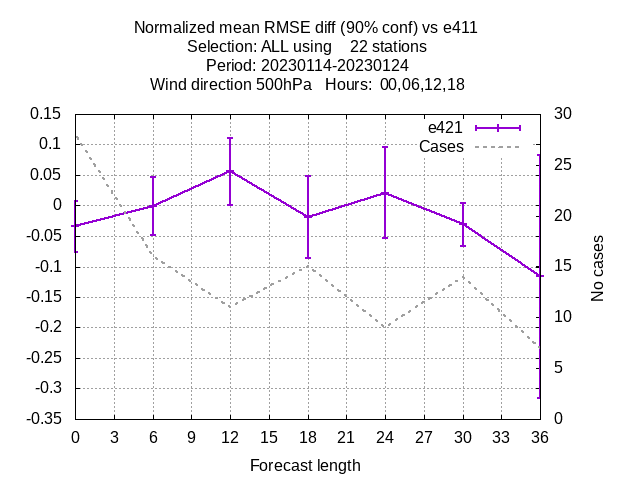 Normalized mean RMSE diff (90% conf) vs e411
Selection: ALL using    22 stations
Period: 20230114-20230124
Wind direction 500hPa   Hours:  00,06,12,18
0.15
0.1
0.05
0
-0.05
-0.1
-0.15
-0.2
-0.25
-0.3
-0.35
e421
Cases
30
25
20
15
10
5
0
No cases
0 3 6 9 12 15 18 21 24 27 30 33 36
Forecast length